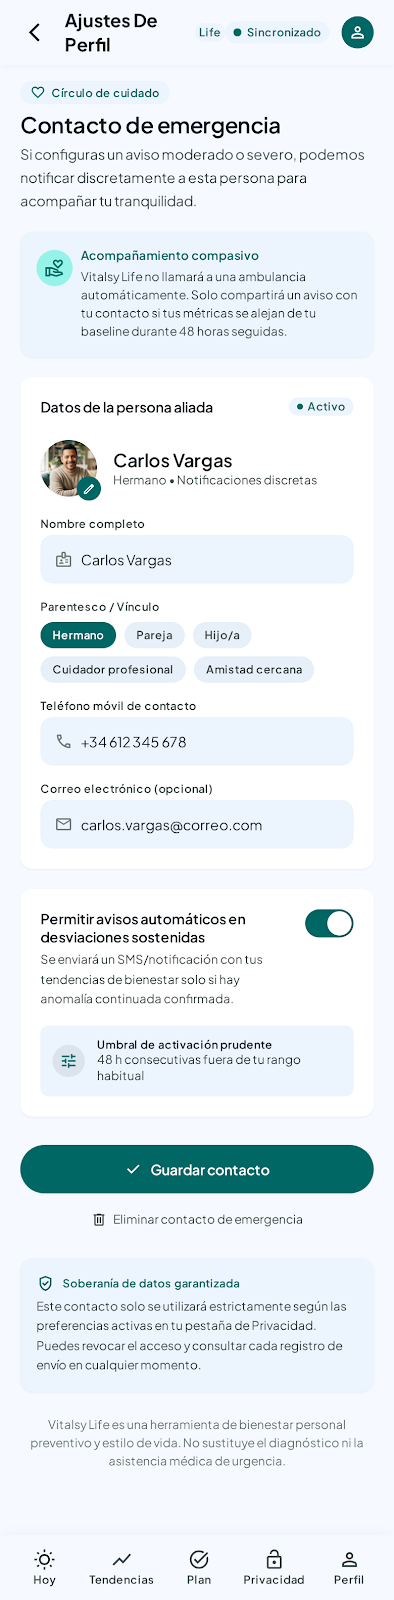 Ajustes De
Perfil
Life
Sincronizado
Círculo de cuidado
Contacto de emergencia
Si configuras un aviso moderado o severo, podemos
notificar discretamente a esta persona para
acompañar tu tranquilidad.
Acompañamiento compasivo
Vitalsy Life no llamará a una ambulancia
automáticamente. Solo compartirá un aviso con
tu contacto si tus métricas se alejan de tu
baseline durante 48 horas seguidas.
Datos de la persona aliada
Activo
Carlos Vargas
Hermano • Notificaciones discretas
Nombre completo
Carlos Vargas
Parentesco / Vínculo
Hermano Pareja Hijo/a
Cuidador profesional Amistad cercana
Teléfono móvil de contacto
+34 612 345 678
Correo electrónico (opcional)
carlos.vargas@correo.com
Permitir avisos automáticos en
desviaciones sostenidas
Se enviará un SMS/notificación con tus
tendencias de bienestar solo si hay
anomalía continuada confirmada.
Umbral de activación prudente
48 h consecutivas fuera de tu rango
habitual
Guardar contacto
Eliminar contacto de emergencia
Soberanía de datos garantizada
Este contacto solo se utilizará estrictamente según las
preferencias activas en tu pestaña de Privacidad.
Puedes revocar el acceso y consultar cada registro de
envío en cualquier momento.
Vitalsy Life es una herramienta de bienestar personal
preventivo y estilo de vida. No sustituye el diagnóstico ni la
asistencia médica de urgencia.
Hoy Tendencias Plan Privacidad Perfil